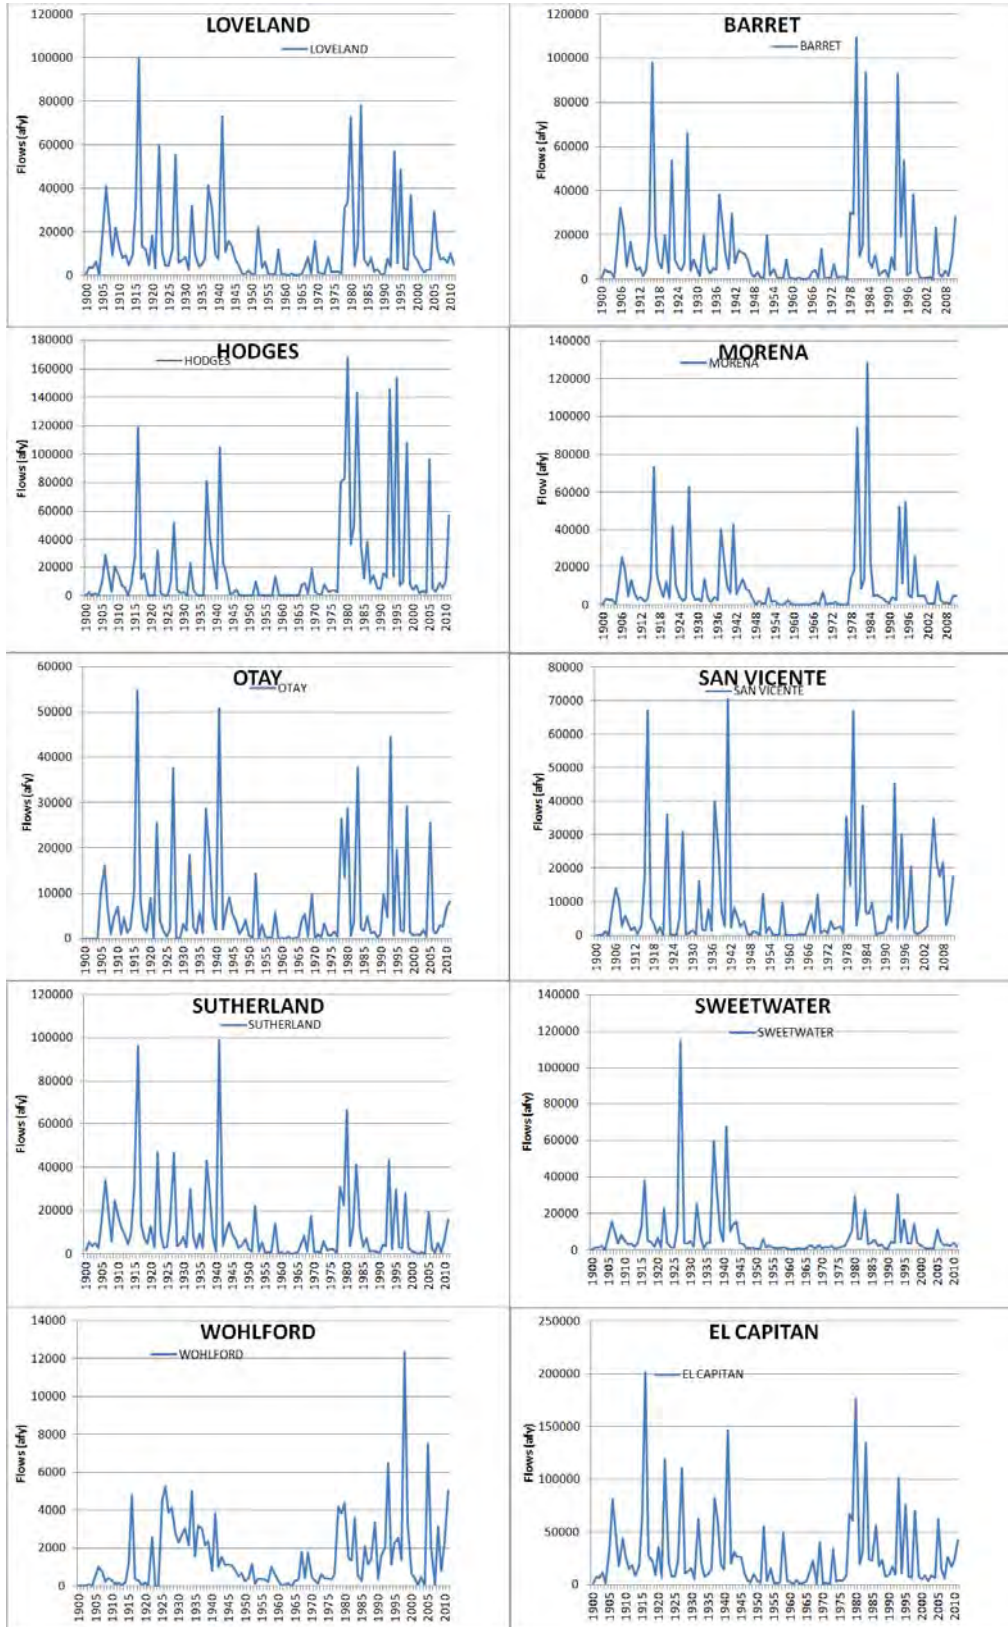 LOVELAND
LOVELAND
Flows (afy)
120000
100000
80000
60000
40000
20000
0
1900 1905 1910 1915 1920 1925 1930 1935 1940 1945 1950 1955 1960 1965 1970 1975 1980 1985 1990 1995 2000 2005 2010
BARRET
BARRET
Flows (afy)
120000
100000
80000
60000
40000
20000
0
1900 1906 1912 1918 1924 1930 1936 1942 1948 1954 1960 1966 1972 1978 1984 1990 1996 2002 2008
HODGES
HODGES
Flows (afy)
180000
160000
140000
120000
100000
80000
60000
40000
20000
0
1900 1905 1910 1915 1920 1925 1930 1935 1940 1945 1950 1955 1960 1965 1970 1975 1980 1985 1990 1995 2000 2005 2010
MORENA
MORENA
Flow (afy)
140000
120000
100000
80000
60000
40000
20000
0
1900 1906 1912 1918 1924 1930 1936 1942 1948 1954 1960 1966 1972 1978 1984 1990 1996 2002 2008
OTAY
OTAY
Flows (afy)
60000
50000
40000
30000
20000
10000
0
1900 1905 1910 1915 1920 1925 1930 1935 1940 1945 1950 1955 1960 1965 1970 1975 1980 1985 1990 1995 2000 2005 2010
SAN VICENTE
SAN VICENTE
Flows (afy)
80000
70000
60000
50000
40000
30000
20000
10000
0
1900 1906 1912 1918 1924 1930 1936 1942 1948 1954 1960 1966 1972 1978 1984 1990 1996 2002 2008
SUTHERLAND
SUTHERLAND
Flows (afy)
120000
100000
80000
60000
40000
20000
0
1900 1905 1910 1915 1920 1925 1930 1935 1940 1945 1950 1955 1960 1965 1970 1975 1980 1985 1990 1995 2000 2005 2010
SWEETWATER
SWEETWATER
Flows (afy)
140000
120000
100000
80000
60000
40000
20000
0
1900 1905 1910 1915 1920 1925 1930 1935 1940 1945 1950 1955 1960 1965 1970 1975 1980 1985 1990 1995 2000 2005 2010
WOHLFORD
WOHLFORD
Flows (afy)
14000
12000
10000
8000
6000
4000
2000
0
1900 1905 1910 1915 1920 1925 1930 1935 1940 1945 1950 1955 1960 1965 1970 1975 1980 1985 1990 1995 2000 2005 2010
EL CAPITAN
EL CAPITAN
Flows (afy)
250000
200000
150000
100000
50000
0
1900 1905 1910 1915 1920 1925 1930 1935 1940 1945 1950 1955 1960 1965 1970 1975 1980 1985 1990 1995 2000 2005 2010